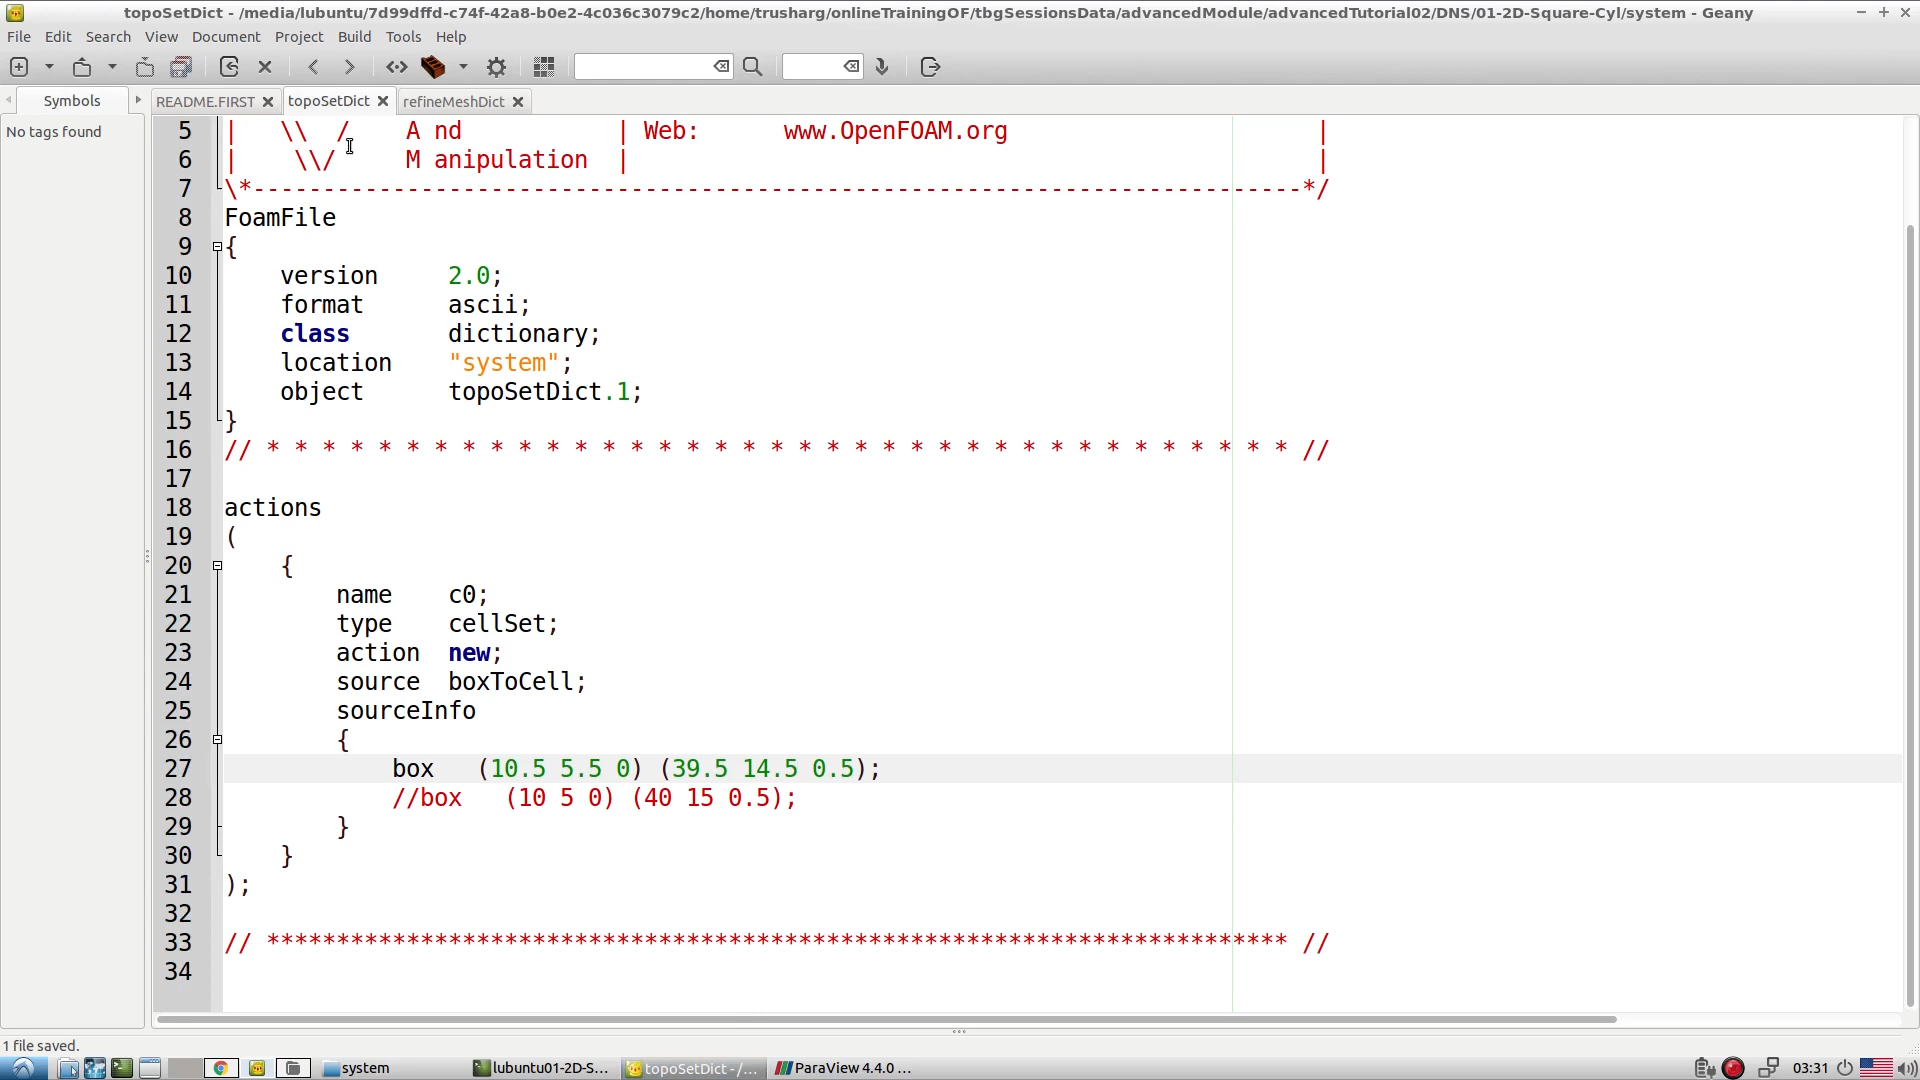 topoSetDict - /media/lubuntu/7d99dffd-c74f-42a8-b0e2-4c036c3079c2/home/trusharg/onlineTrainingOF/tbgSessionsData/advancedModule/advancedTutorial02/DNS/01-2D-Square-Cyl/system - Geany
File Edit Search View Document Project Build Tools Help
Symbols README.FIRST topoSetDict refineMeshDict
No tags found
5 |   \\  /    A nd           | Web:      www.OpenFOAM.org                      |
6 |    \\/     M anipulation  |                                                 |
7 \*---------------------------------------------------------------------------*/
8 FoamFile
9 {
10     version     2.0;
11     format      ascii;
12     class       dictionary;
13     location    "system";
14     object      topoSetDict.1;
15 }
16 // * * * * * * * * * * * * * * * * * * * * * * * * * * * * * * * * * * * * * //
17
18 actions
19 (
20     {
21         name    c0;
22         type    cellSet;
23         action  new;
24         source  boxToCell;
25         sourceInfo
26         {
27             box   (10.5 5.5 0) (39.5 14.5 0.5);
28             //box   (10 5 0) (40 15 0.5);
29         }
30     }
31 );
32
33 // ************************************************************************* //
34
1 file saved.
system lubuntu01-2D-S... topoSetDict - /... ParaView 4.4.0 ... 03:31